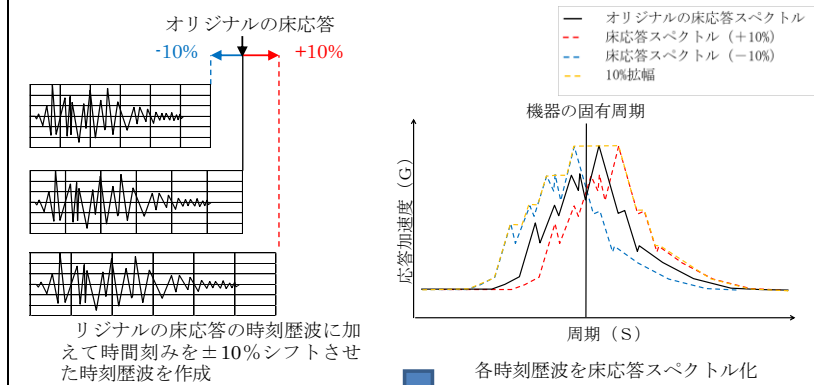 オリジナルの床応答
-10%
+10%
リジナルの床応答の時刻歴波に加
えて時間刻みを±10%シフトさせ
た時刻歴波を作成
オリジナルの床応答スペクトル
床応答スペクトル（+10%）
床応答スペクトル（−10%）
10%拡幅
機器の固有周期
応答加速度（G）
周期（S）
各時刻歴波を床応答スペクトル化